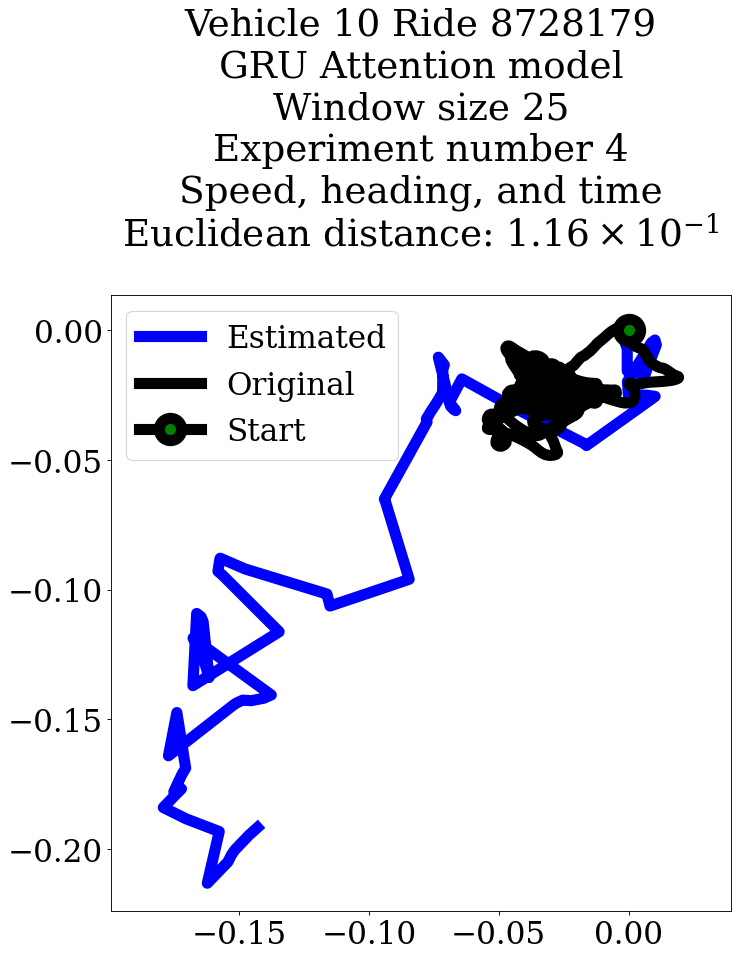 Vehicle 10 Ride 8728179
GRU Attention model
Window size 25
Experiment number 4
Speed, heading, and time
Euclidean distance: 1.16 × 10⁻¹
Estimated
Original
Start
0.00
−0.05
−0.10
−0.15
−0.20
−0.15 −0.10 −0.05 0.00